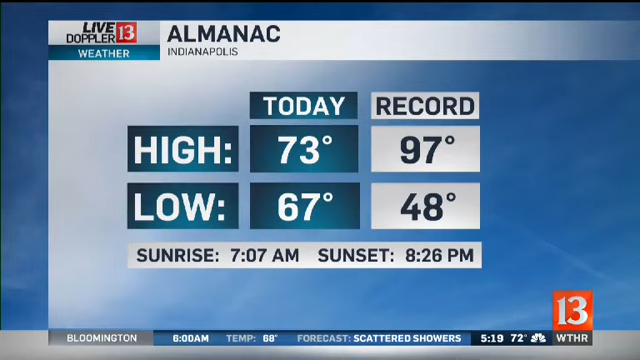 LIVE
DOPPLER 13
WEATHER
ALMANAC
INDIANAPOLIS
TODAY RECORD
HIGH: 73° 97°
LOW: 67° 48°
SUNRISE: 7:07 AM SUNSET: 8:26 PM
13
BLOOMINGTON 6:00AM TEMP: 68° FORECAST: SCATTERED SHOWERS 5:19 72° WTHR